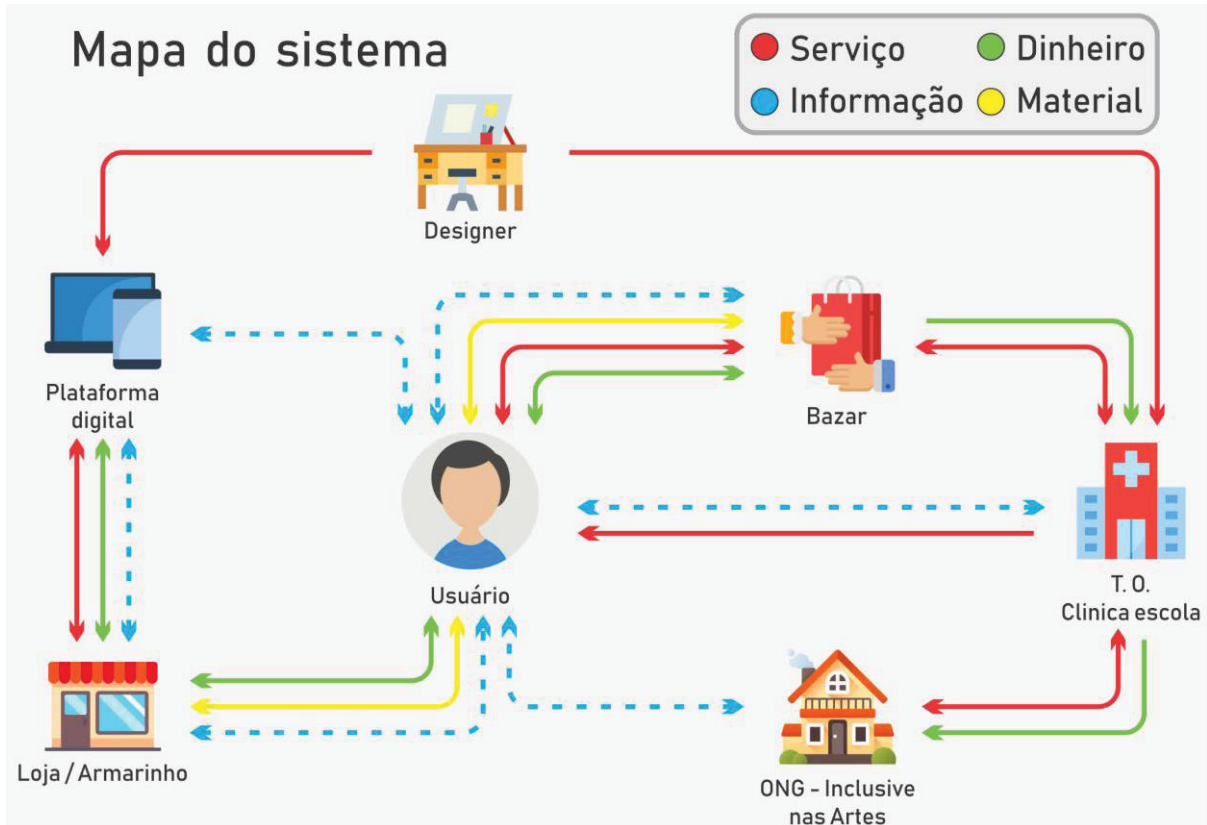 Mapa do sistema
Serviço
Dinheiro
Informação
Material
Designer
Plataforma
digital
Bazar
Usuário
T. O.
Clinica escola
Loja / Armarinho
ONG - Inclusive
nas Artes